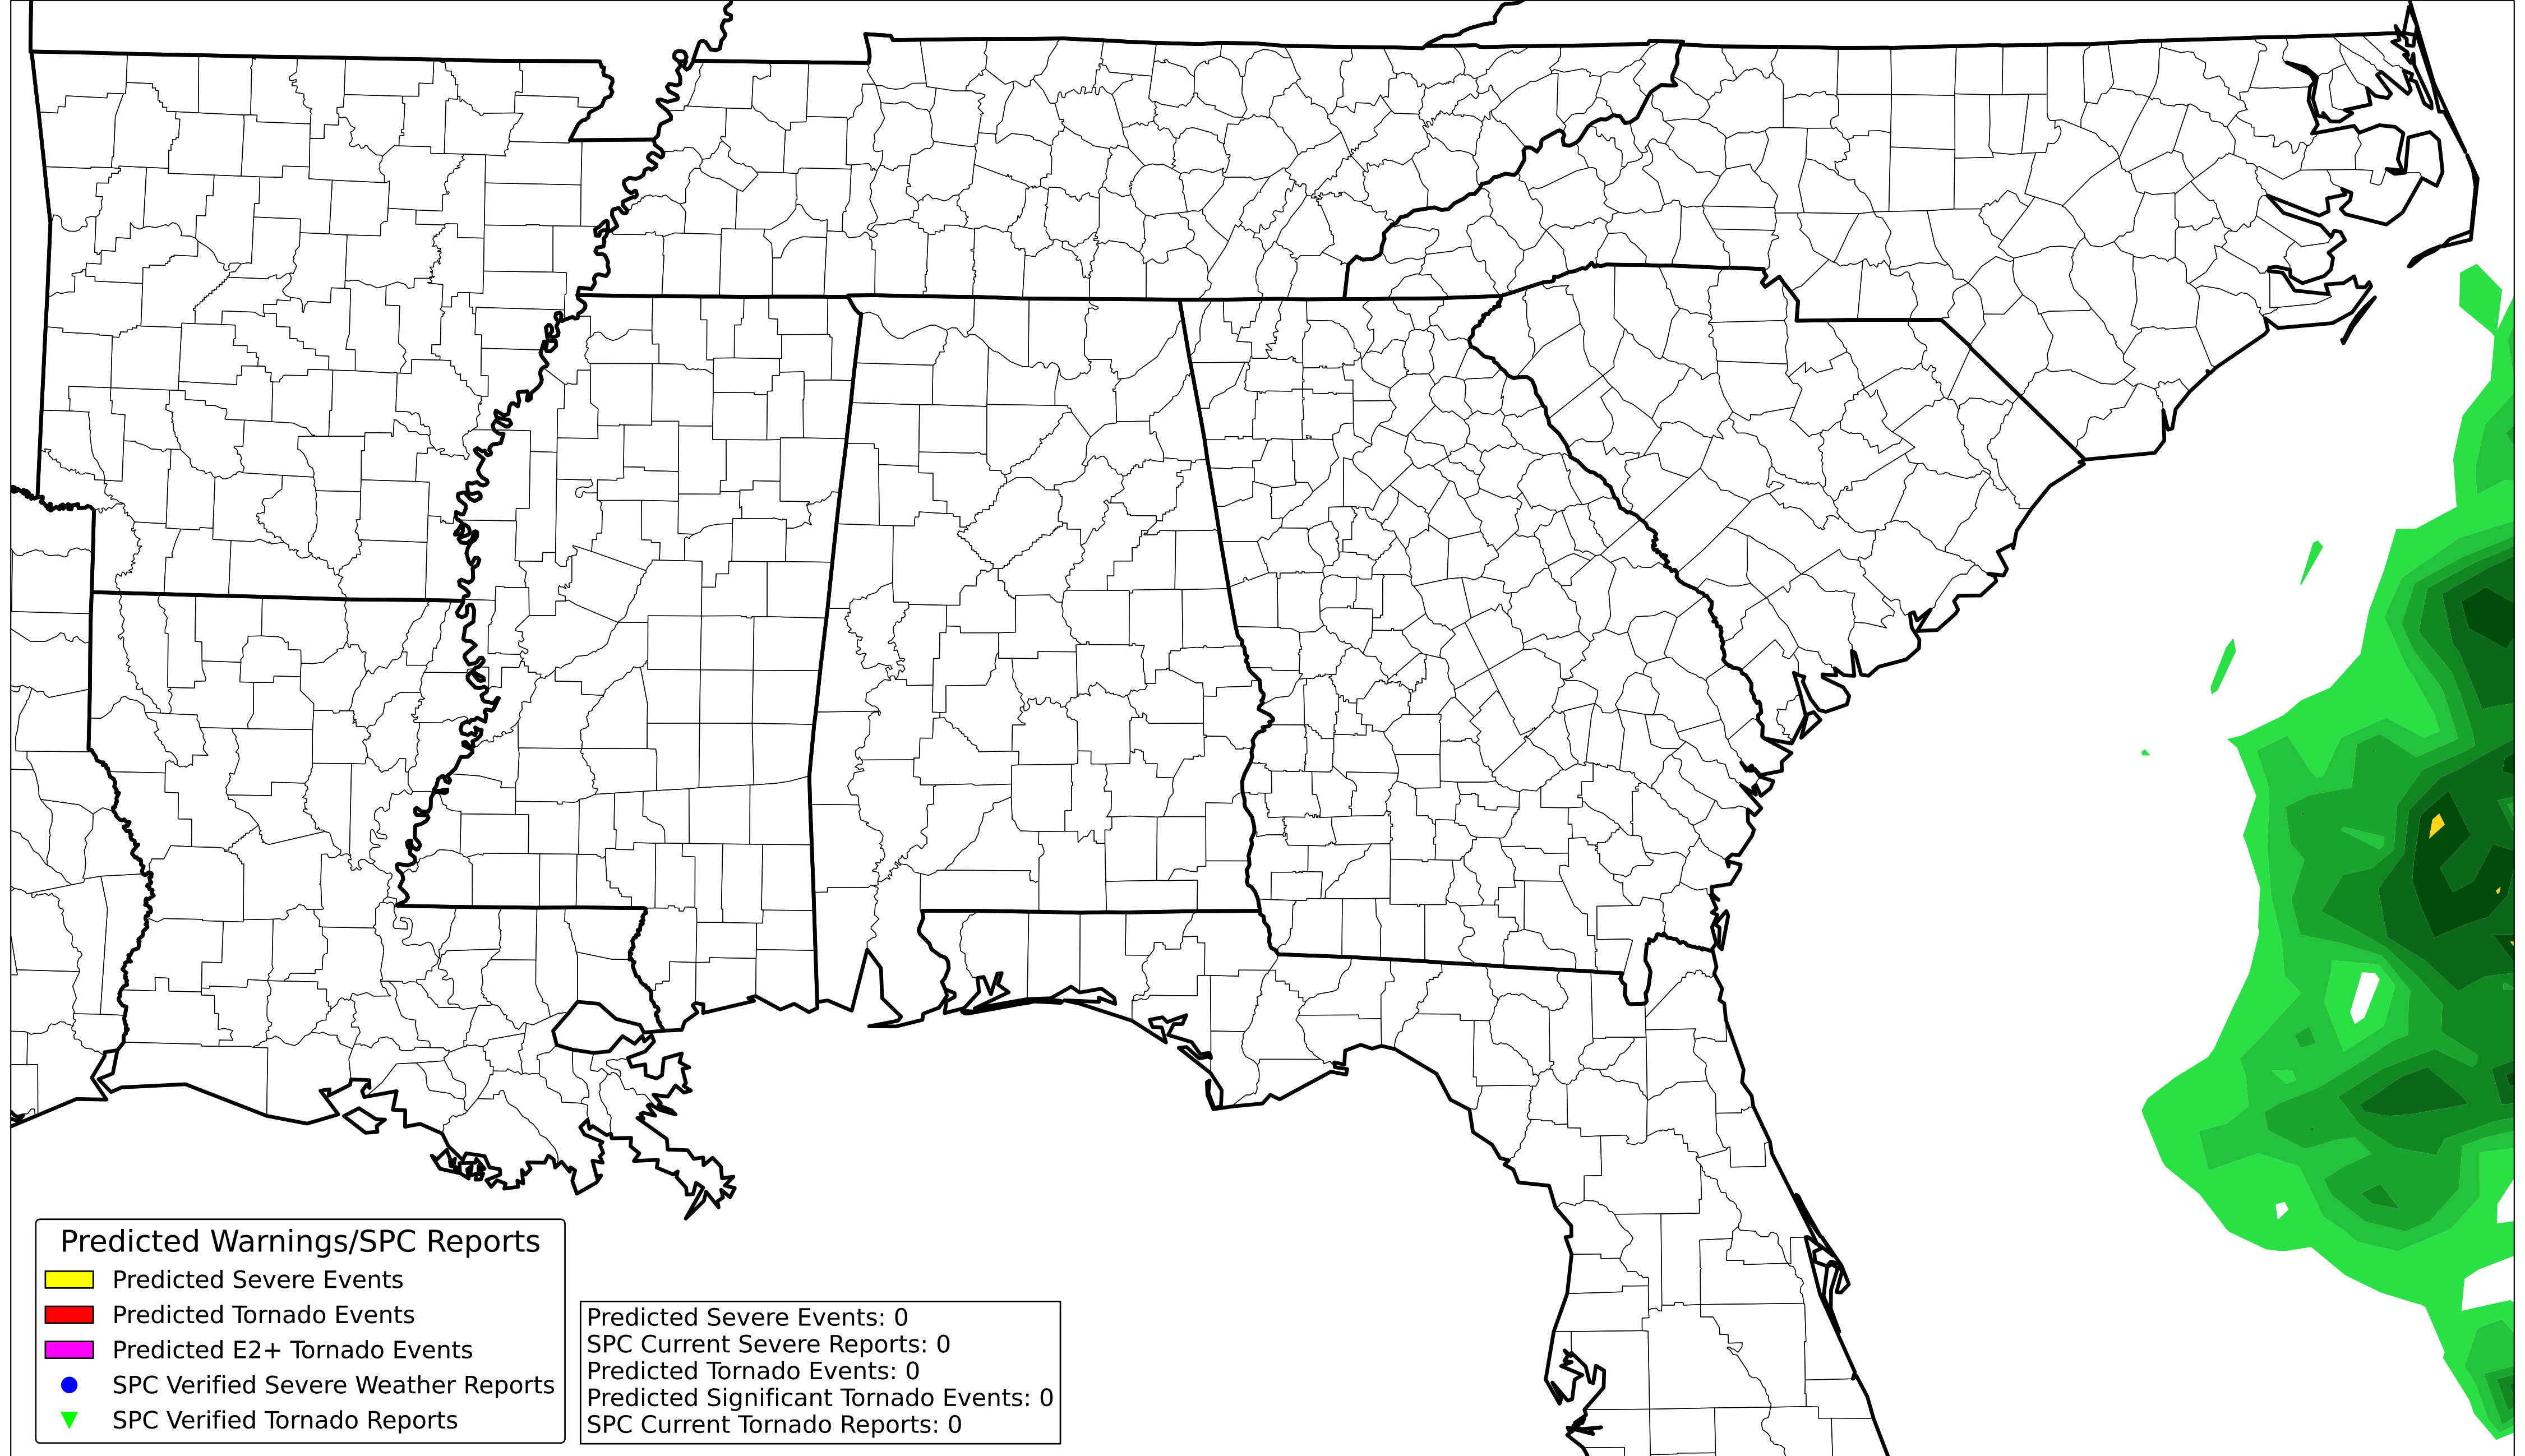 Predicted Warnings/SPC Reports
Predicted Severe Events
Predicted Tornado Events
Predicted E2+ Tornado Events
SPC Verified Severe Weather Reports
SPC Verified Tornado Reports
Predicted Severe Events: 0
SPC Current Severe Reports: 0
Predicted Tornado Events: 0
Predicted Significant Tornado Events: 0
SPC Current Tornado Reports: 0